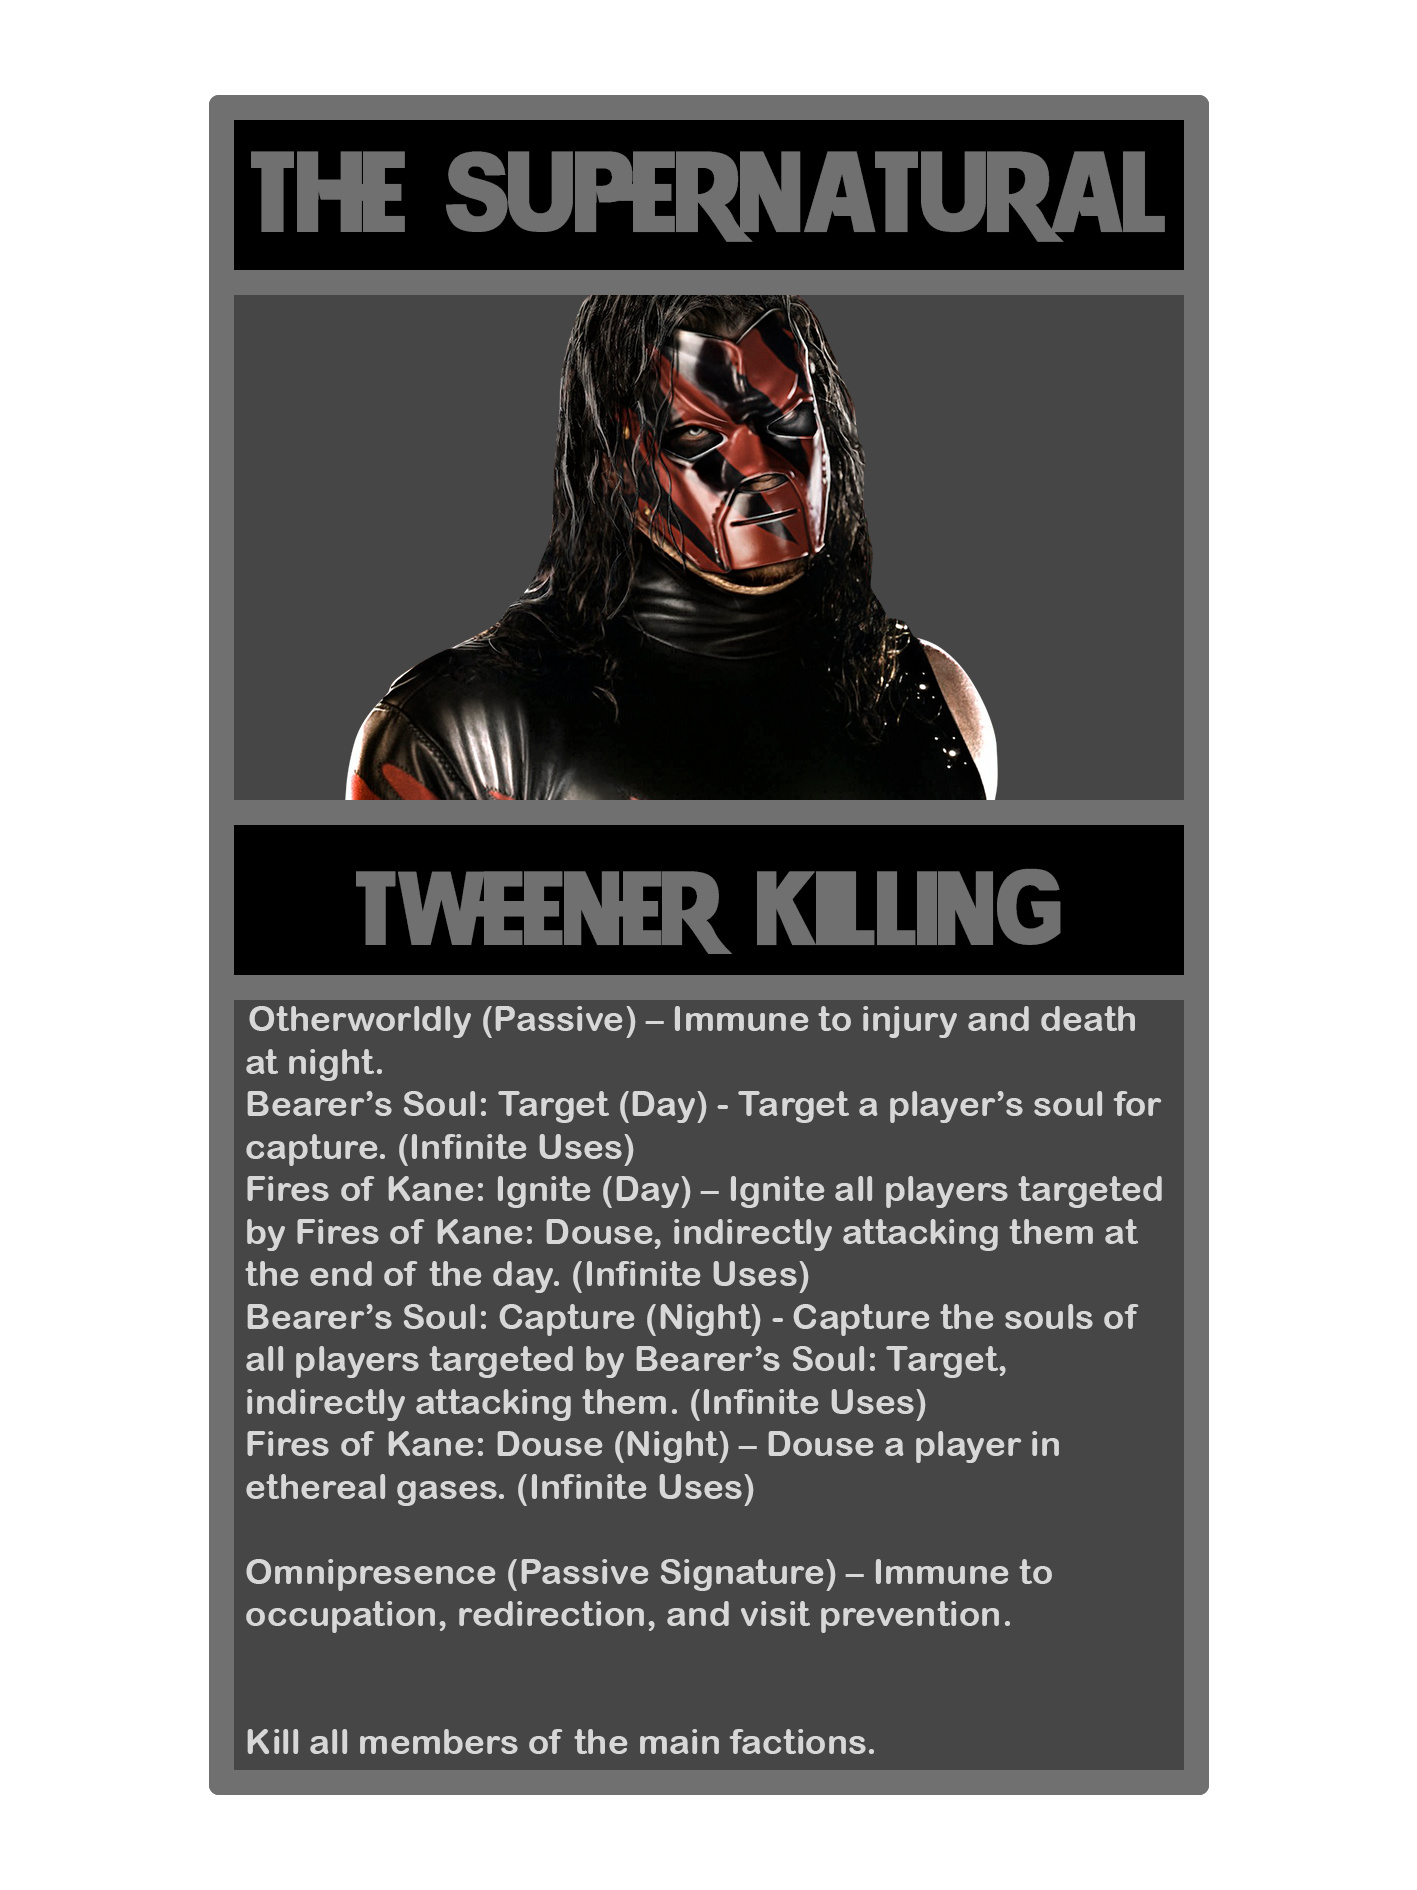 THE SUPERNATURAL
TWEENER KILLING
Otherworldly (Passive) – Immune to injury and death
at night.
Bearer’s Soul: Target (Day) - Target a player’s soul for
capture. (Infinite Uses)
Fires of Kane: Ignite (Day) – Ignite all players targeted
by Fires of Kane: Douse, indirectly attacking them at
the end of the day. (Infinite Uses)
Bearer’s Soul: Capture (Night) - Capture the souls of
all players targeted by Bearer’s Soul: Target,
indirectly attacking them. (Infinite Uses)
Fires of Kane: Douse (Night) – Douse a player in
ethereal gases. (Infinite Uses)
Omnipresence (Passive Signature) – Immune to
occupation, redirection, and visit prevention.
Kill all members of the main factions.